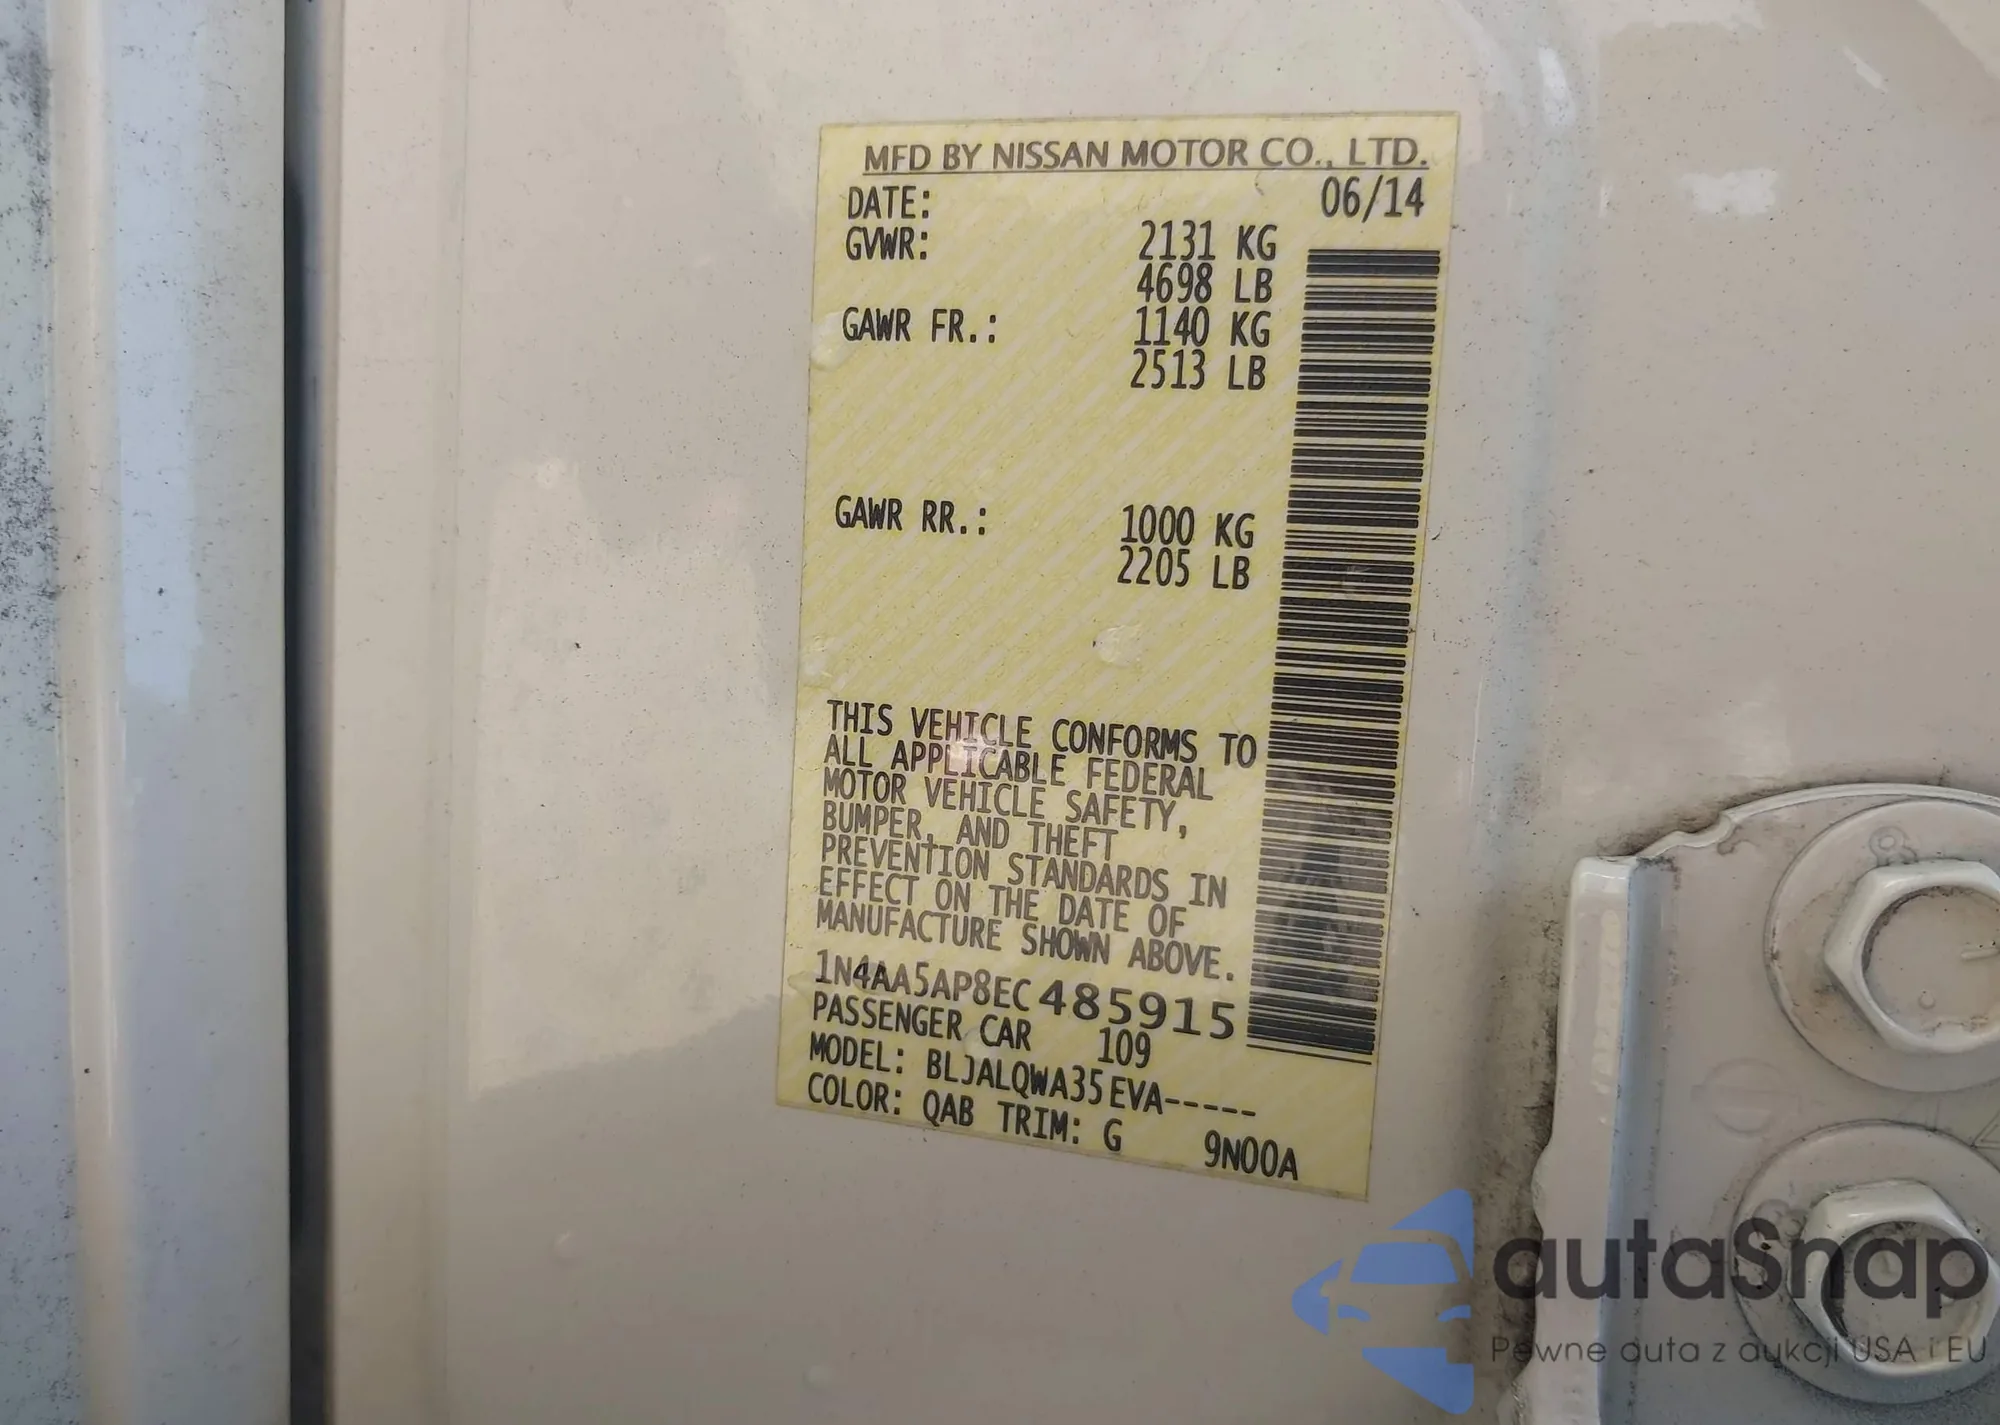 MFD BY NISSAN MOTOR CO., LTD.
DATE: 06/14
GVWR: 2131 KG
4698 LB
GAWR FR.: 1140 KG
2513 LB
GAWR RR.: 1000 KG
2205 LB
THIS VEHICLE CONFORMS TO
ALL APPLICABLE FEDERAL
MOTOR VEHICLE SAFETY,
BUMPER, AND THEFT
PREVENTION STANDARDS IN
EFFECT ON THE DATE OF
MANUFACTURE SHOWN ABOVE.
1N4AA5AP8EC485915
PASSENGER CAR 109
MODEL: BLJALQWA35EVA-----
COLOR: QAB TRIM: G 9N00A
autaSnap
Pewne auta z aukcji USA i EU